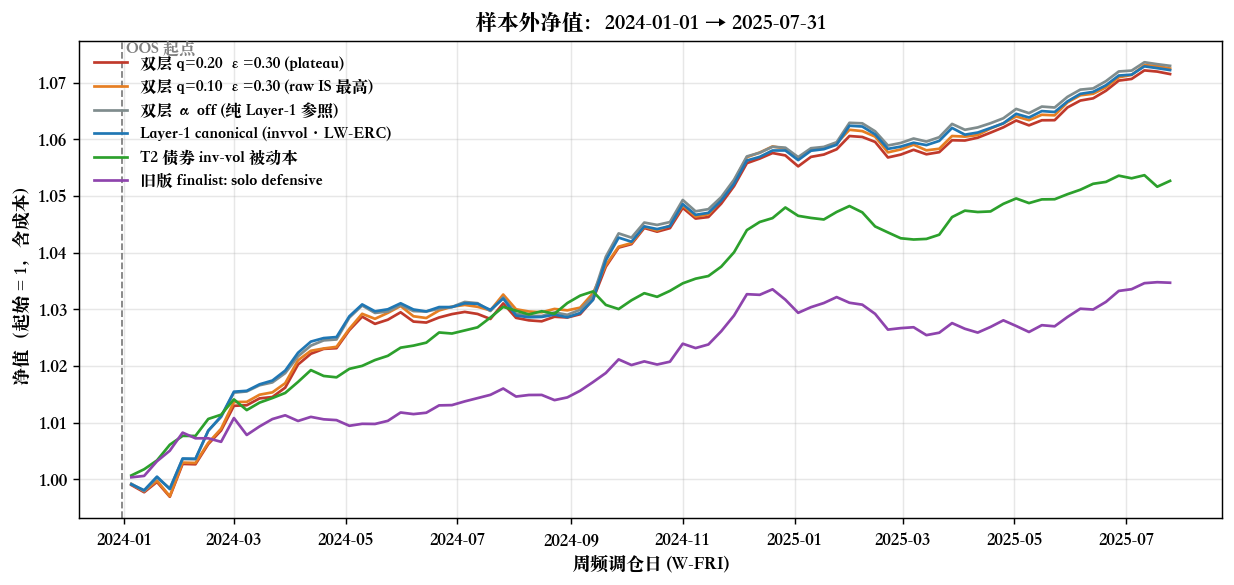 样本外净值：2024-01-01 → 2025-07-31
OOS 起点
双层 q=0.20 ε=0.30 (plateau)
双层 q=0.10 ε=0.30 (raw IS 最高)
双层 α off (纯 Layer-1 参照)
Layer-1 canonical (invvol · LW-ERC)
T2 债券 inv-vol 被动本
旧版 finalist: solo defensive
净值（起始 = 1，含成本）
1.07
1.06
1.05
1.04
1.03
1.02
1.01
1.00
2024-01 2024-03 2024-05 2024-07 2024-09 2024-11 2025-01 2025-03 2025-05 2025-07
周频调仓日 (W-FRI)